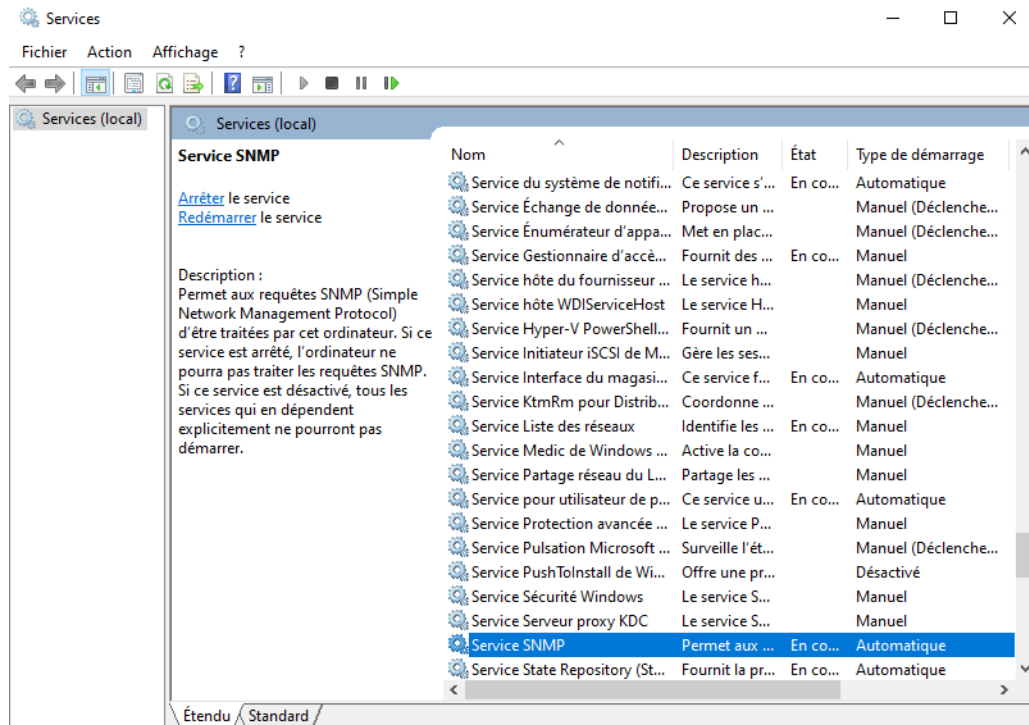 Services
Fichier Action Affichage ?
Services (local)
Services (local)
Service SNMP
Arrêter le service
Redémarrer le service
Description :
Permet aux requêtes SNMP (Simple
Network Management Protocol)
d'être traitées par cet ordinateur. Si ce
service est arrêté, l'ordinateur ne
pourra pas traiter les requêtes SNMP.
Si ce service est désactivé, tous les
services qui en dépendent
explicitement ne pourront pas
démarrer.
Nom Description État Type de démarrage
Service du système de notifi... Ce service s'... En co... Automatique
Service Échange de donnée... Propose un ... Manuel (Déclenche...
Service Énumérateur d'appa... Met en plac... Manuel (Déclenche...
Service Gestionnaire d'accè... Fournit des ... En co... Manuel
Service hôte du fournisseur ... Le service h... Manuel (Déclenche...
Service hôte WDIServiceHost Le service H... Manuel
Service Hyper-V PowerShell... Fournit un ... Manuel (Déclenche...
Service Initiateur iSCSI de M... Gère les ses... Manuel
Service Interface du magasi... Ce service f... En co... Automatique
Service KtmRm pour Distrib... Coordonne ... Manuel (Déclenche...
Service Liste des réseaux Identifie les ... En co... Manuel
Service Medic de Windows ... Active la co... Manuel
Service Partage réseau du L... Partage les ... Manuel
Service pour utilisateur de p... Ce service u... En co... Automatique
Service Protection avancée ... Le service P... Manuel
Service Pulsation Microsoft ... Surveille l'ét... Manuel (Déclenche...
Service PushToInstall de Wi... Offre une pr... Désactivé
Service Sécurité Windows Le service S... Manuel
Service Serveur proxy KDC Le service S... Manuel
Service SNMP Permet aux ... En co... Automatique
Service State Repository (St... Fournit la pr... En co... Automatique
Étendu Standard